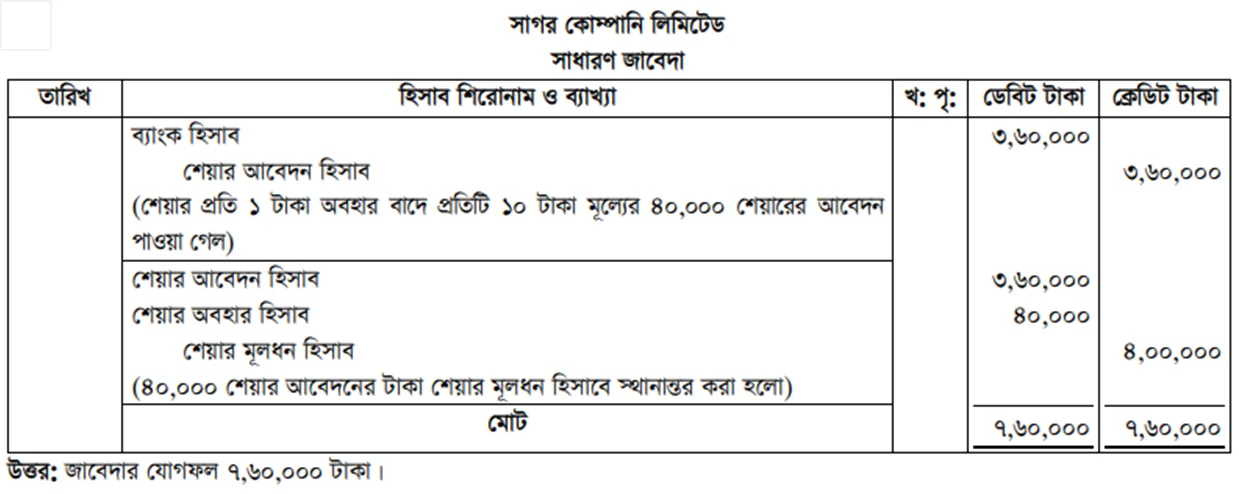 সাগর কোম্পানি লিমিটেড
সাধারণ জাবেদা
তারিখ হিসাব শিরোনাম ও ব্যাখ্যা খ: পৃ: ডেবিট টাকা ক্রেডিট টাকা
ব্যাংক হিসাব ৩,৬০,০০০
শেয়ার আবেদন হিসাব ৩,৬০,০০০
(শেয়ার প্রতি ১ টাকা অবহার বাদে প্রতিটি ১০ টাকা মূল্যের ৪০,০০০ শেয়ারের আবেদন
পাওয়া গেল)
শেয়ার আবেদন হিসাব ৩,৬০,০০০
শেয়ার অবহার হিসাব ৪০,০০০
শেয়ার মূলধন হিসাব ৪,০০,০০০
(৪০,০০০ শেয়ার আবেদনের টাকা শেয়ার মূলধন হিসাবে স্থানান্তর করা হলো)
মোট ৭,৬০,০০০ ৭,৬০,০০০
উত্তর: জাবেদার যোগফল ৭,৬০,০০০ টাকা।